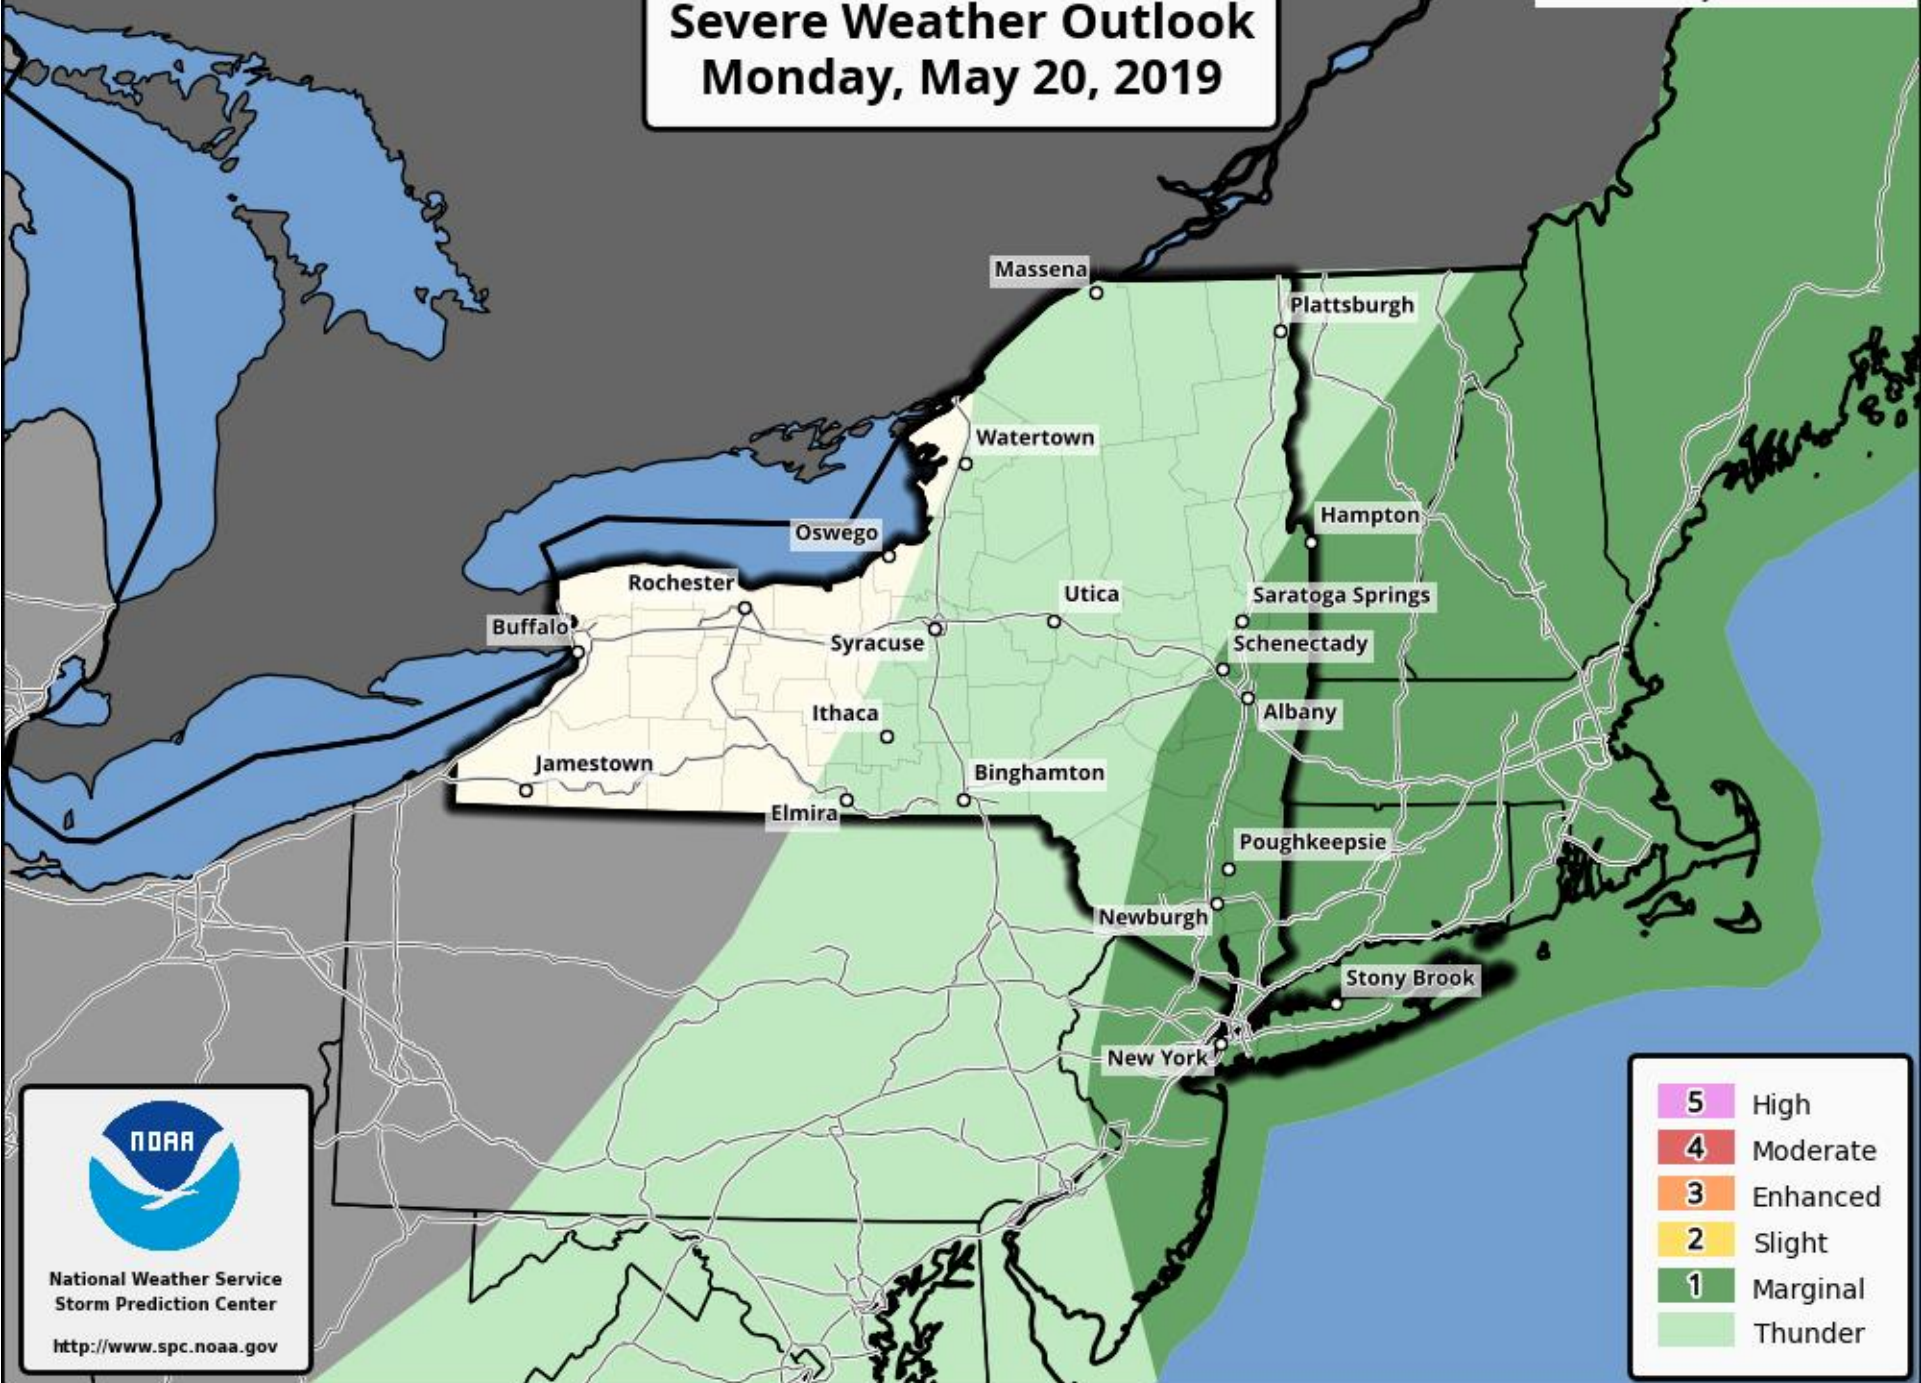 Severe Weather Outlook
Monday, May 20, 2019
Massena
Plattsburgh
Watertown
Hampton
Oswego
Rochester
Utica
Saratoga Springs
Buffalo
Syracuse
Schenectady
Ithaca
Albany
Jamestown
Binghamton
Elmira
Poughkeepsie
Newburgh
Stony Brook
New York
5 High
4 Moderate
3 Enhanced
2 Slight
1 Marginal
Thunder
NOAA
National Weather Service
Storm Prediction Center
http://www.spc.noaa.gov